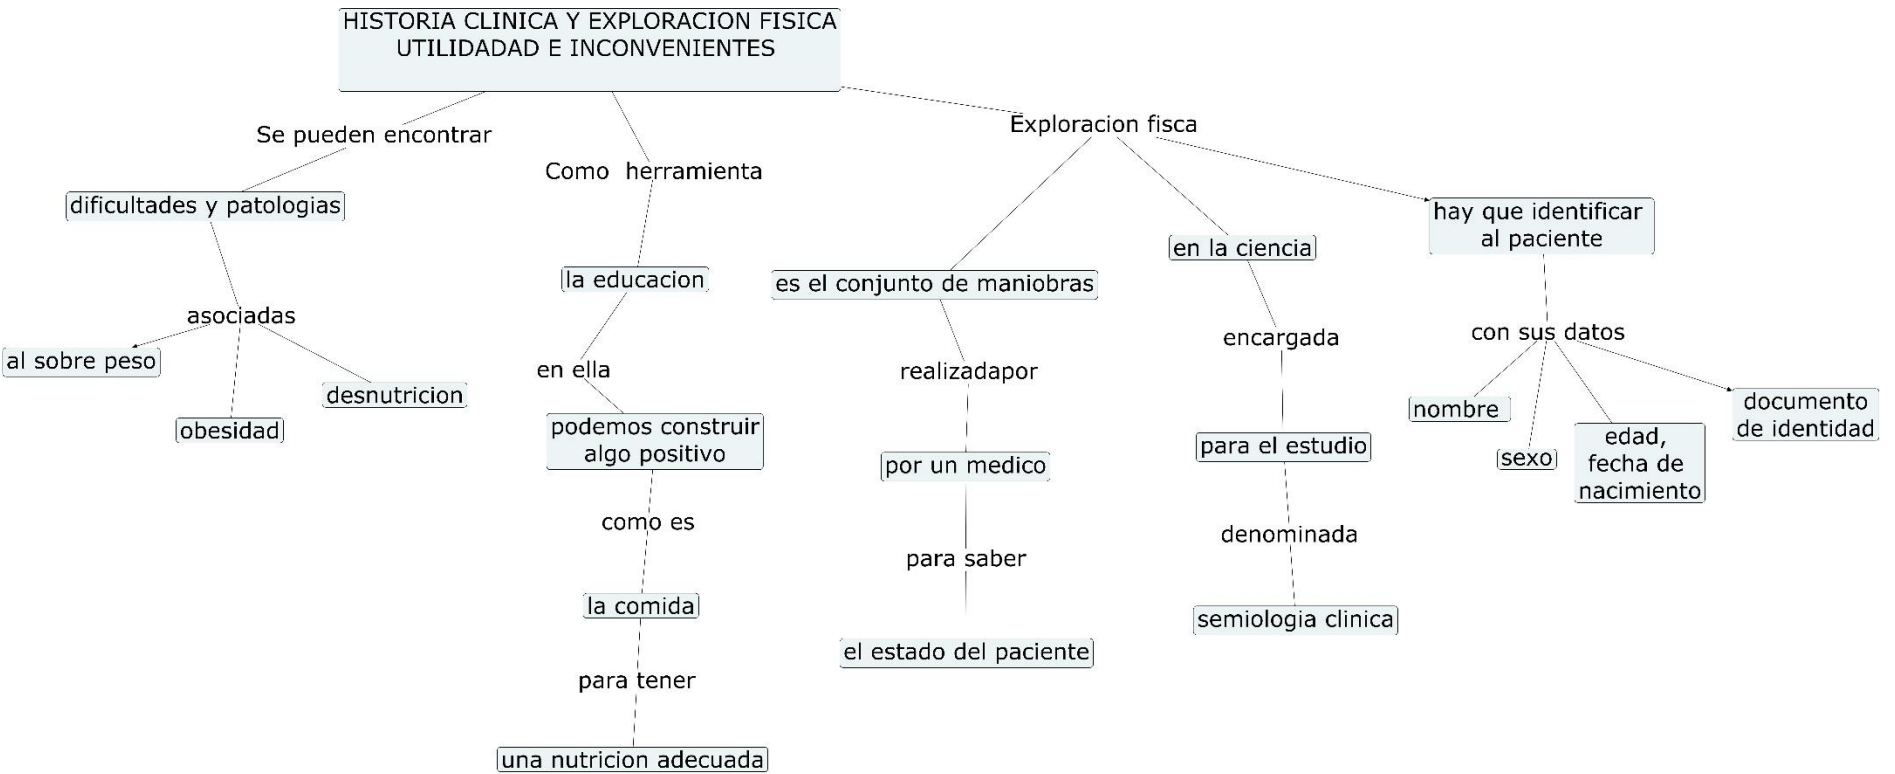 HISTORIA CLINICA Y EXPLORACION FISICA
UTILIDADAD E INCONVENIENTES
Se pueden encontrar
dificultades y patologias
asociadas
al sobre peso
obesidad
desnutricion
Como herramienta
la educacion
en ella
podemos construir
algo positivo
como es
la comida
para tener
una nutricion adecuada
Exploracion fisca
es el conjunto de maniobras
realizadapor
por un medico
para saber
el estado del paciente
en la ciencia
encargada
para el estudio
denominada
semiologia clinica
hay que identificar
al paciente
con sus datos
nombre
sexo
edad,
fecha de
nacimiento
documento
de identidad